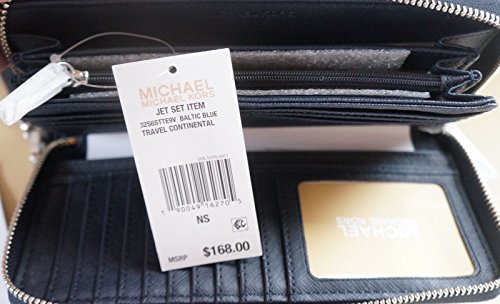 MICHAEL
MICHAEL KORS
JET SET ITEM
32S6STTE9V BALTIC BLUE
TRAVEL CONTINENTAL
1 90049 16270 5
NS
MSRP $168.00
MICHAEL
MICHAEL KORS